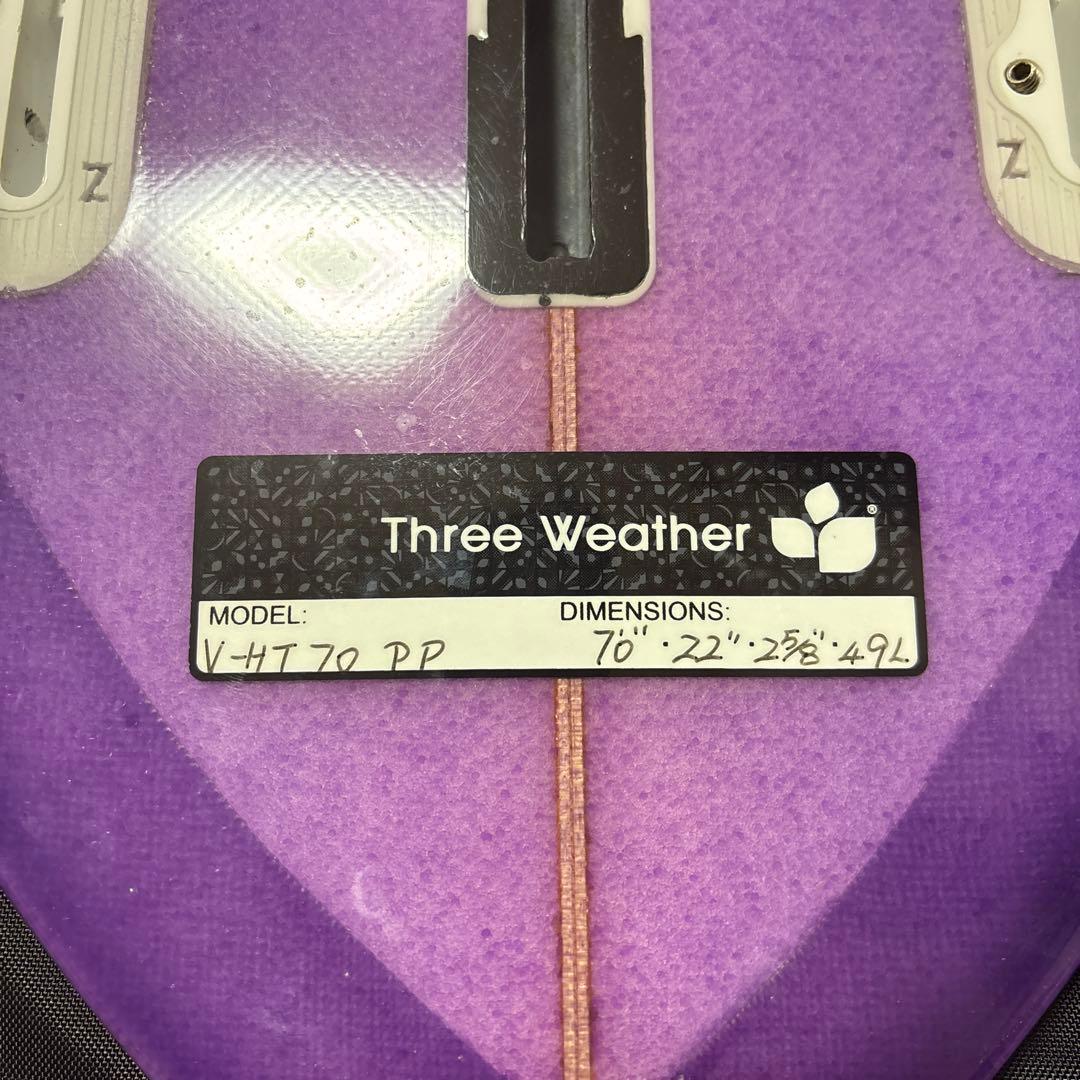 Z
Z
Three Weather ®
MODEL:
DIMENSIONS:
V-HT 70 PP
7'0"・22"・2 5/8"・49L